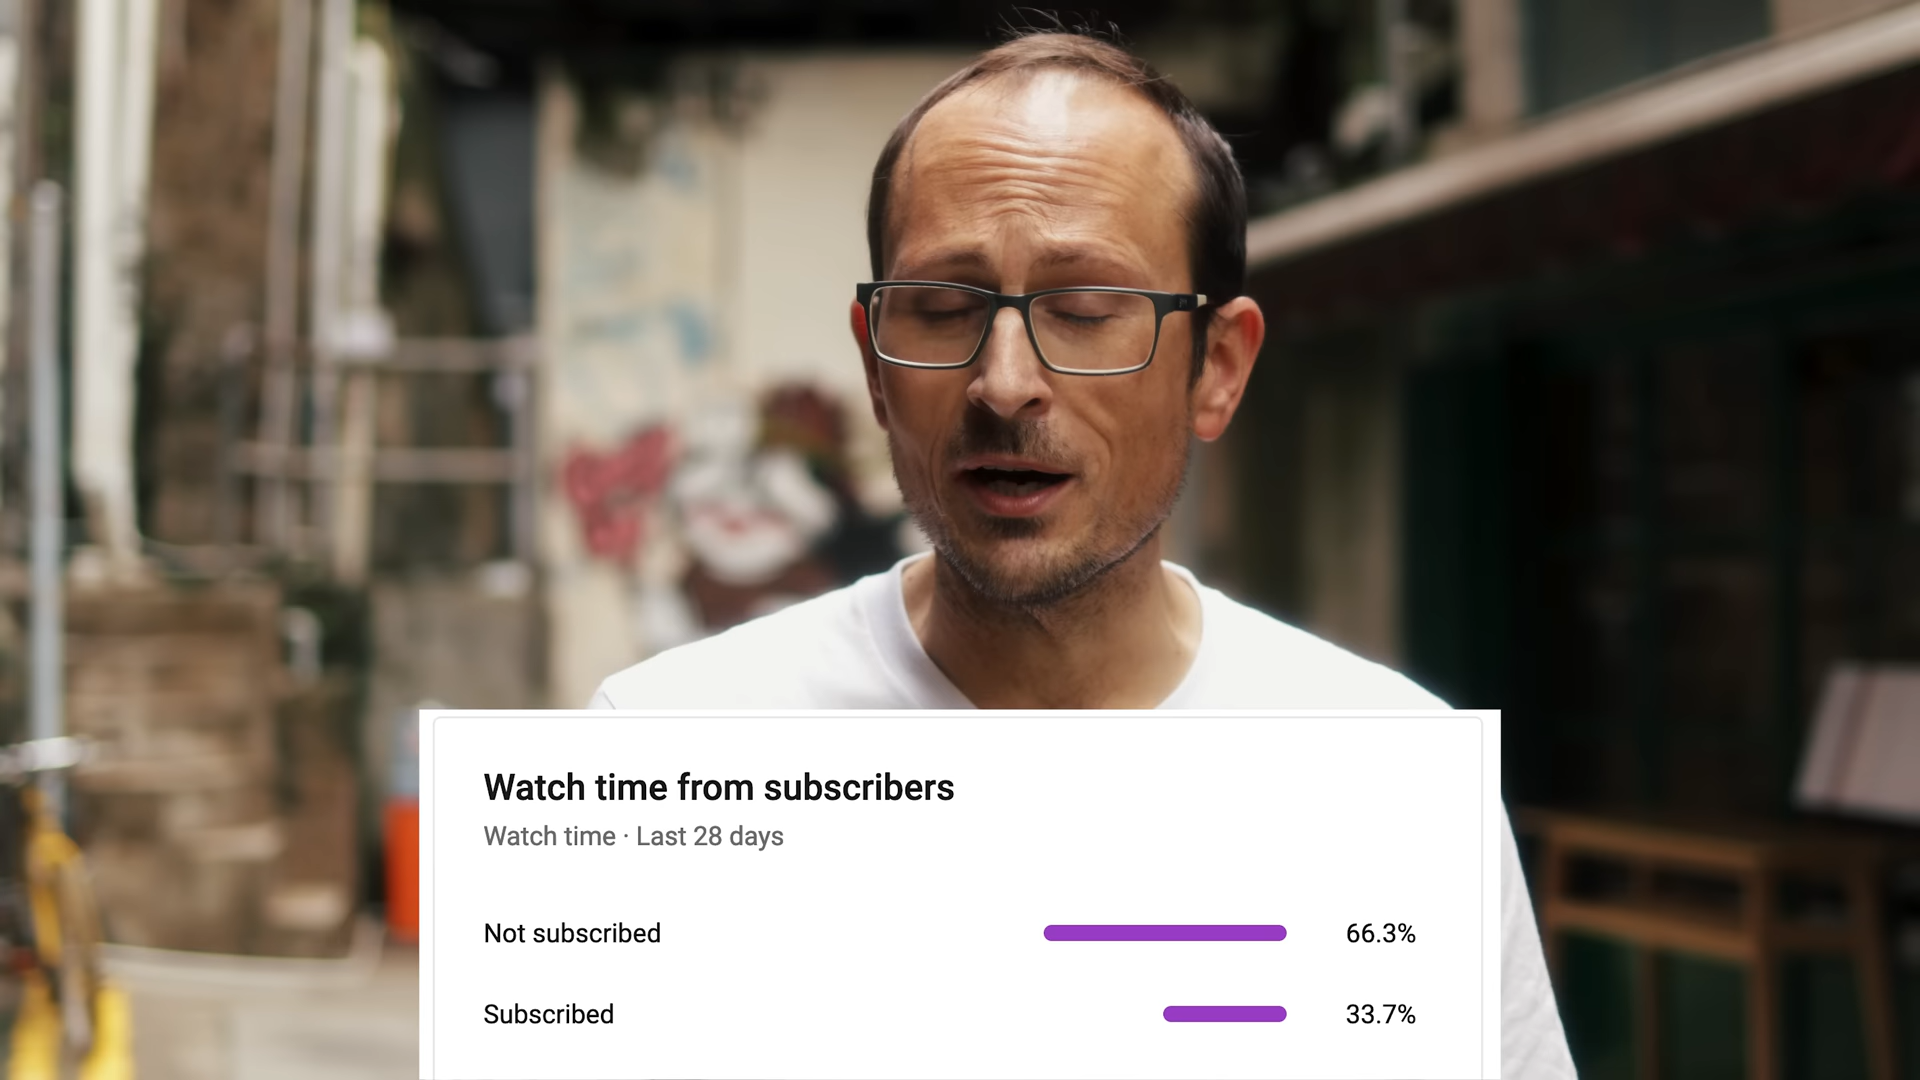 Watch time from subscribers
Watch time · Last 28 days
Not subscribed 66.3%
Subscribed 33.7%